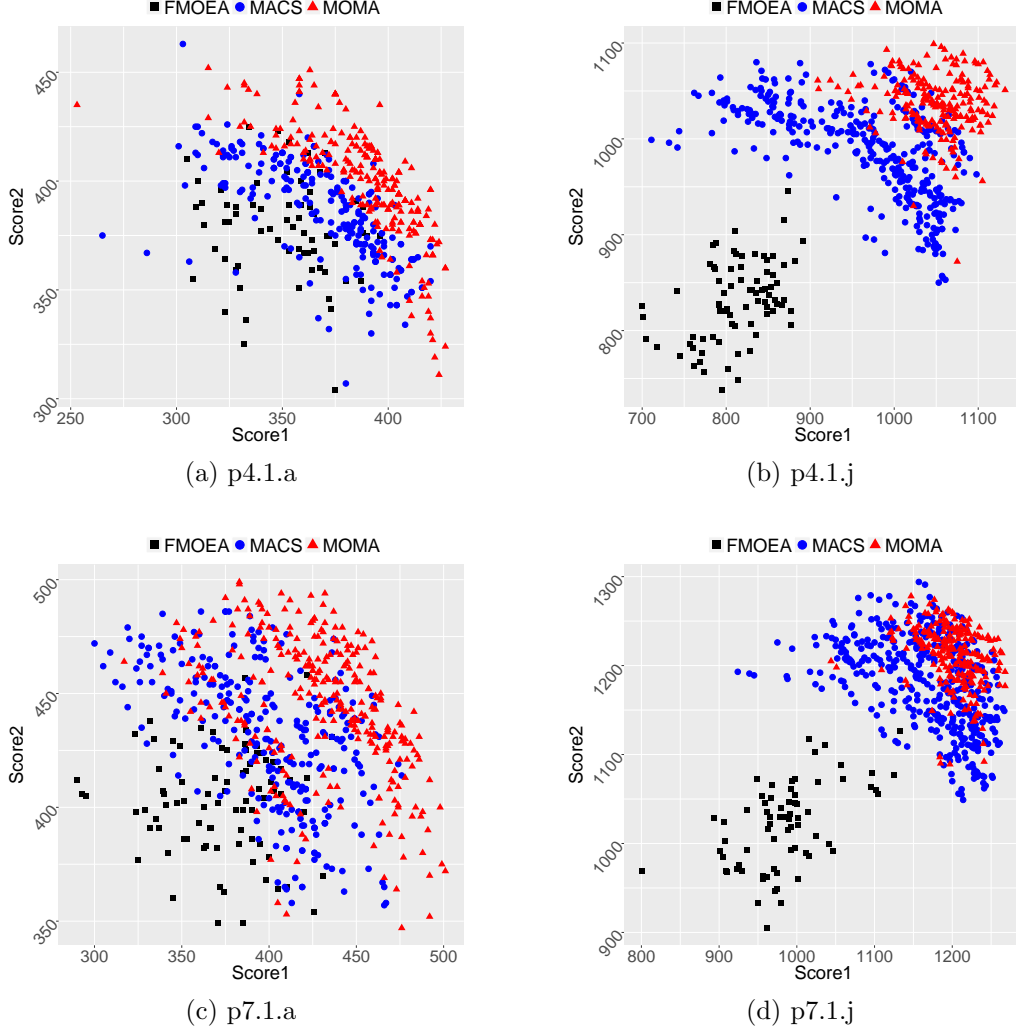 FMOEA MACS MOMA
Score2
450
400
350
300
250 300 350 400
Score1
(a) p4.1.a
FMOEA MACS MOMA
Score2
1100
1000
900
800
700 800 900 1000 1100
Score1
(b) p4.1.j
FMOEA MACS MOMA
Score2
500
450
400
350
300 350 400 450 500
Score1
(c) p7.1.a
FMOEA MACS MOMA
Score2
1300
1200
1100
1000
900
800 900 1000 1100 1200
Score1
(d) p7.1.j